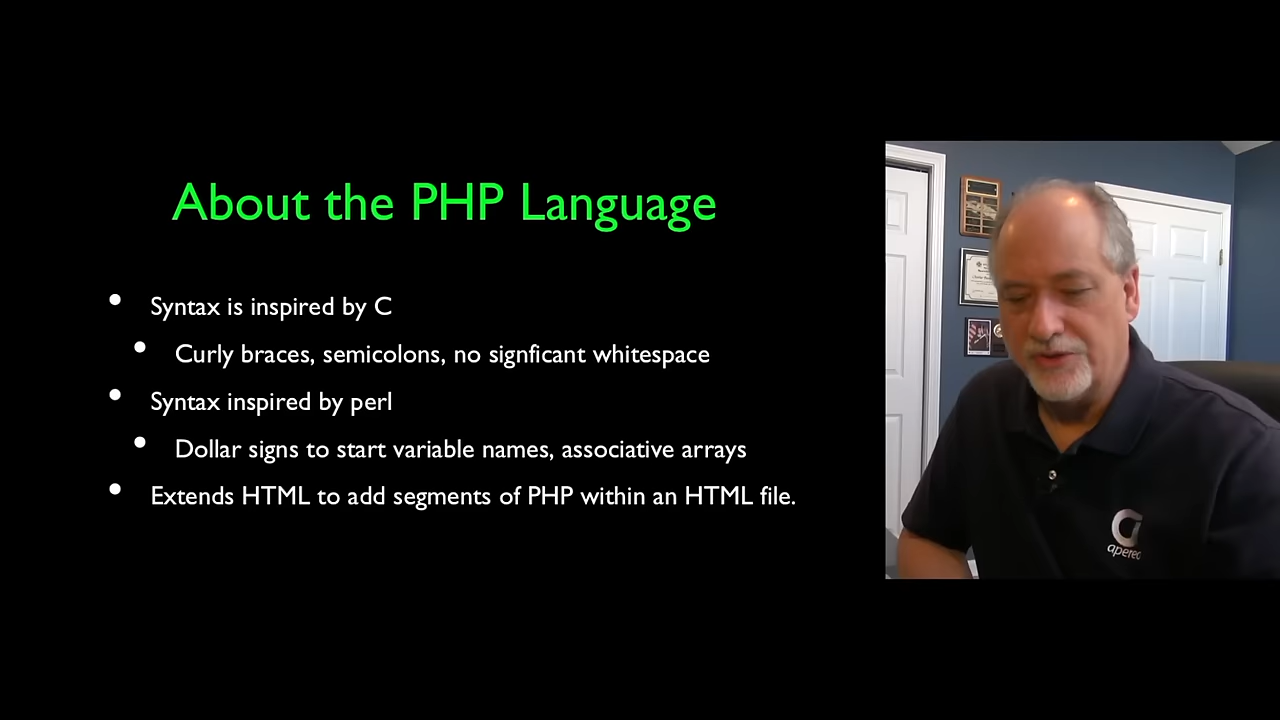 About the PHP Language
Syntax is inspired by C
Curly braces, semicolons, no signficant whitespace
Syntax inspired by perl
Dollar signs to start variable names, associative arrays
Extends HTML to add segments of PHP within an HTML file.